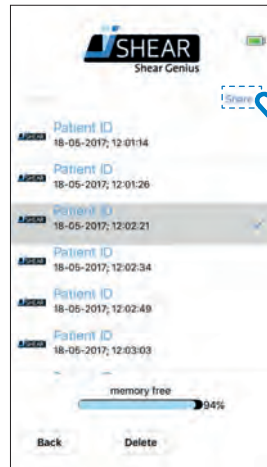 JSHEAR
Shear Genius
Share
Patient ID
18-05-2017; 12:01:14
Patient ID
18-05-2017; 12:01:26
Patient ID
18-05-2017; 12:02:21
Patient ID
18-05-2017; 12:02:34
Patient ID
18-05-2017; 12:02:49
Patient ID
18-05-2017; 12:03:03
memory free
94%
Back Delete